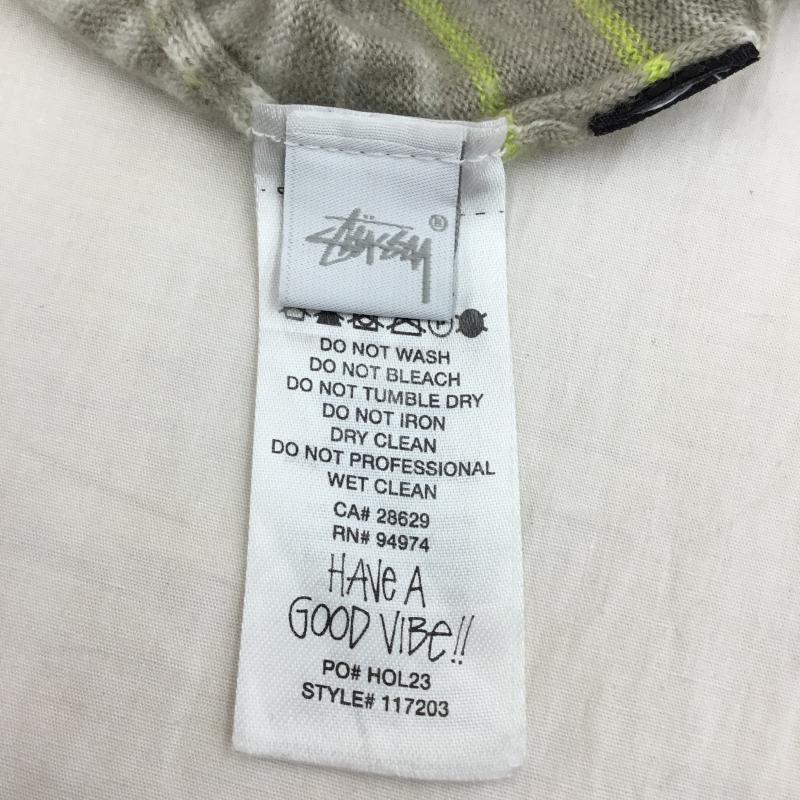 Stüssy ®
DO NOT WASH
DO NOT BLEACH
DO NOT TUMBLE DRY
DO NOT IRON
DRY CLEAN
DO NOT PROFESSIONAL
WET CLEAN
CA# 28629
RN# 94974
HAVE A
GOOD VIBE!!
PO# HOL23
STYLE# 117203